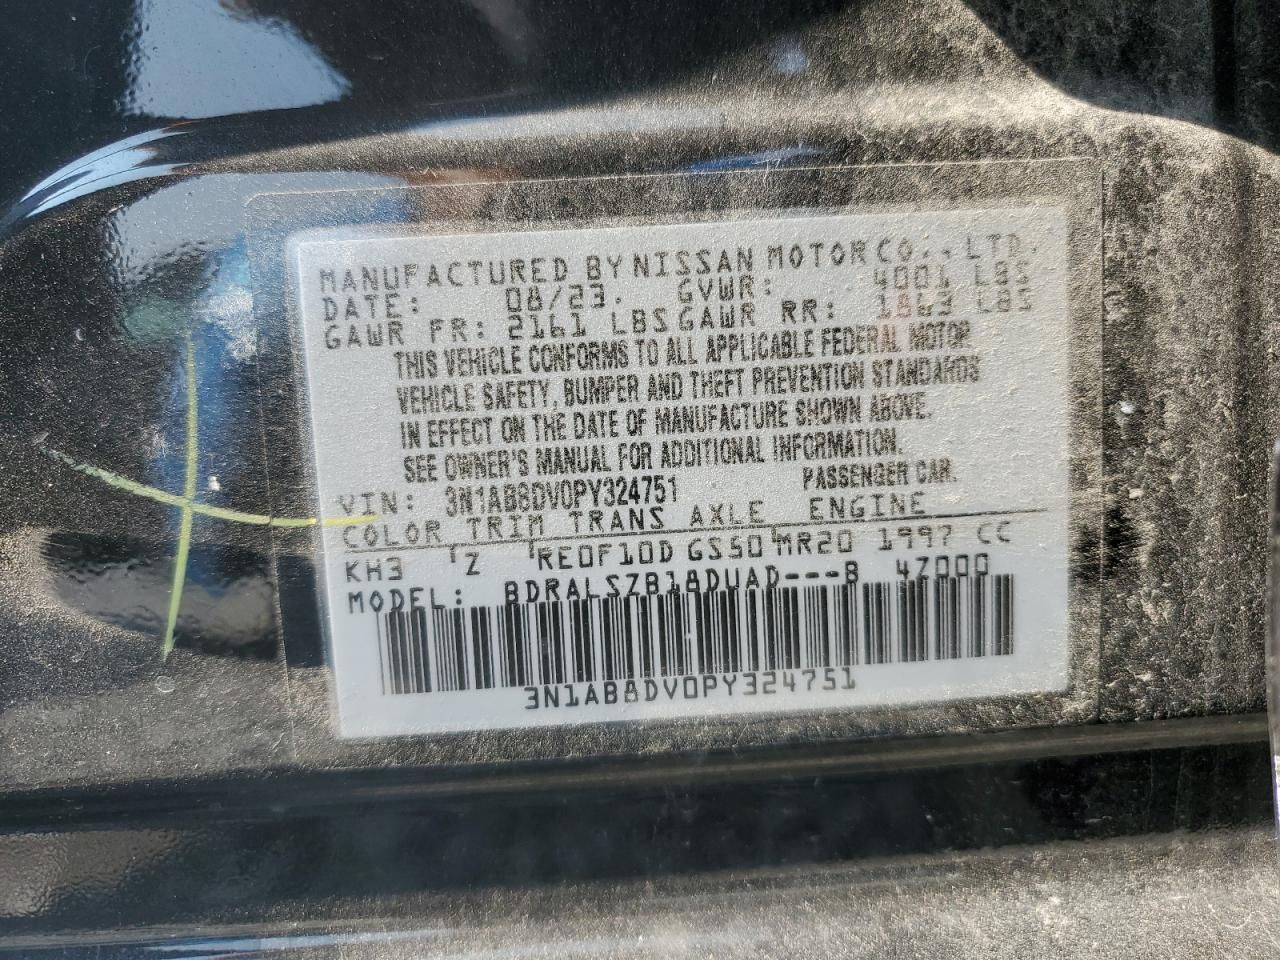 MANUFACTURED BY NISSAN MOTOR CO., LTD.
DATE: 08/23. GVWR: 4001 LBS
GAWR FR: 2161 LBS GAWR RR: 1863 LBS
THIS VEHICLE CONFORMS TO ALL APPLICABLE FEDERAL MOTOR
VEHICLE SAFETY, BUMPER AND THEFT PREVENTION STANDARDS
IN EFFECT ON THE DATE OF MANUFACTURE SHOWN ABOVE.
SEE OWNER'S MANUAL FOR ADDITIONAL INFORMATION.
VIN: 3N1AB8DV0PY324751 PASSENGER CAR.
COLOR TRIM TRANS AXLE ENGINE
KH3 Z RE0F10D GS50 MR20 1997 CC
MODEL: BDRALSZB18DUAD---B 4Z000
3N1AB8DV0PY324751